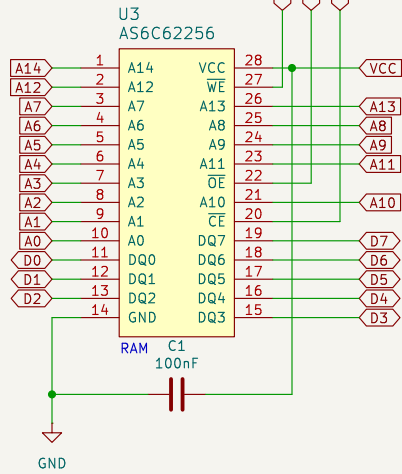 U3
AS6C62256
A14 1 A14 VCC 28 VCC
A12 2 A12 WE 27
A7 3 A7 A13 26 A13
A6 4 A6 A8 25 A8
A5 5 A5 A9 24 A9
A4 6 A4 A11 23 A11
A3 7 A3 OE 22
A2 8 A2 A10 21 A10
A1 9 A1 CE 20
A0 10 A0 DQ7 19 D7
D0 11 DQ0 DQ6 18 D6
D1 12 DQ1 DQ5 17 D5
D2 13 DQ2 DQ4 16 D4
14 GND DQ3 15 D3
RAM C1
100nF
GND